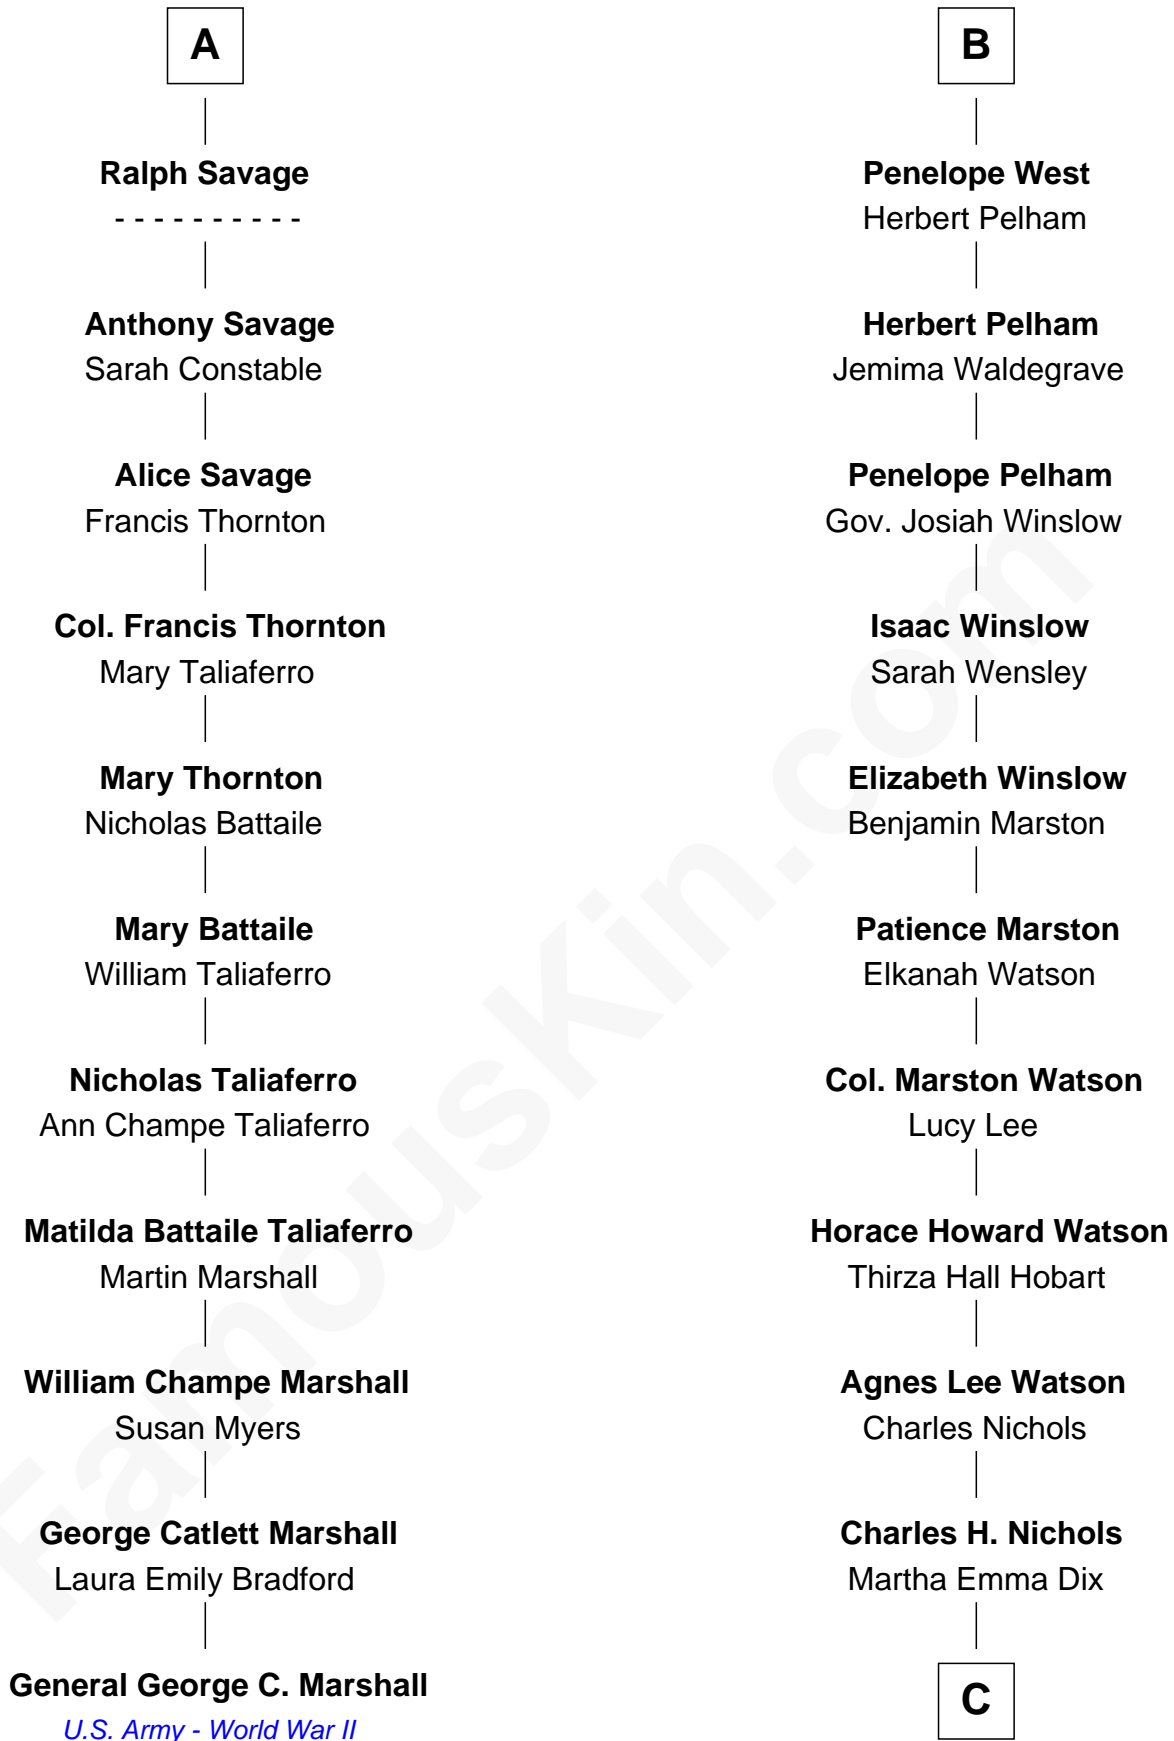 A
Ralph Savage
- - - - - - - - - -
Anthony Savage
Sarah Constable
Alice Savage
Francis Thornton
Col. Francis Thornton
Mary Taliaferro
Mary Thornton
Nicholas Battaile
Mary Battaile
William Taliaferro
Nicholas Taliaferro
Ann Champe Taliaferro
Matilda Battaile Taliaferro
Martin Marshall
William Champe Marshall
Susan Myers
George Catlett Marshall
Laura Emily Bradford
General George C. Marshall
U.S. Army - World War II
B
Penelope West
Herbert Pelham
Herbert Pelham
Jemima Waldegrave
Penelope Pelham
Gov. Josiah Winslow
Isaac Winslow
Sarah Wensley
Elizabeth Winslow
Benjamin Marston
Patience Marston
Elkanah Watson
Col. Marston Watson
Lucy Lee
Horace Howard Watson
Thirza Hall Hobart
Agnes Lee Watson
Charles Nichols
Charles H. Nichols
Martha Emma Dix
C
FamousKin.com